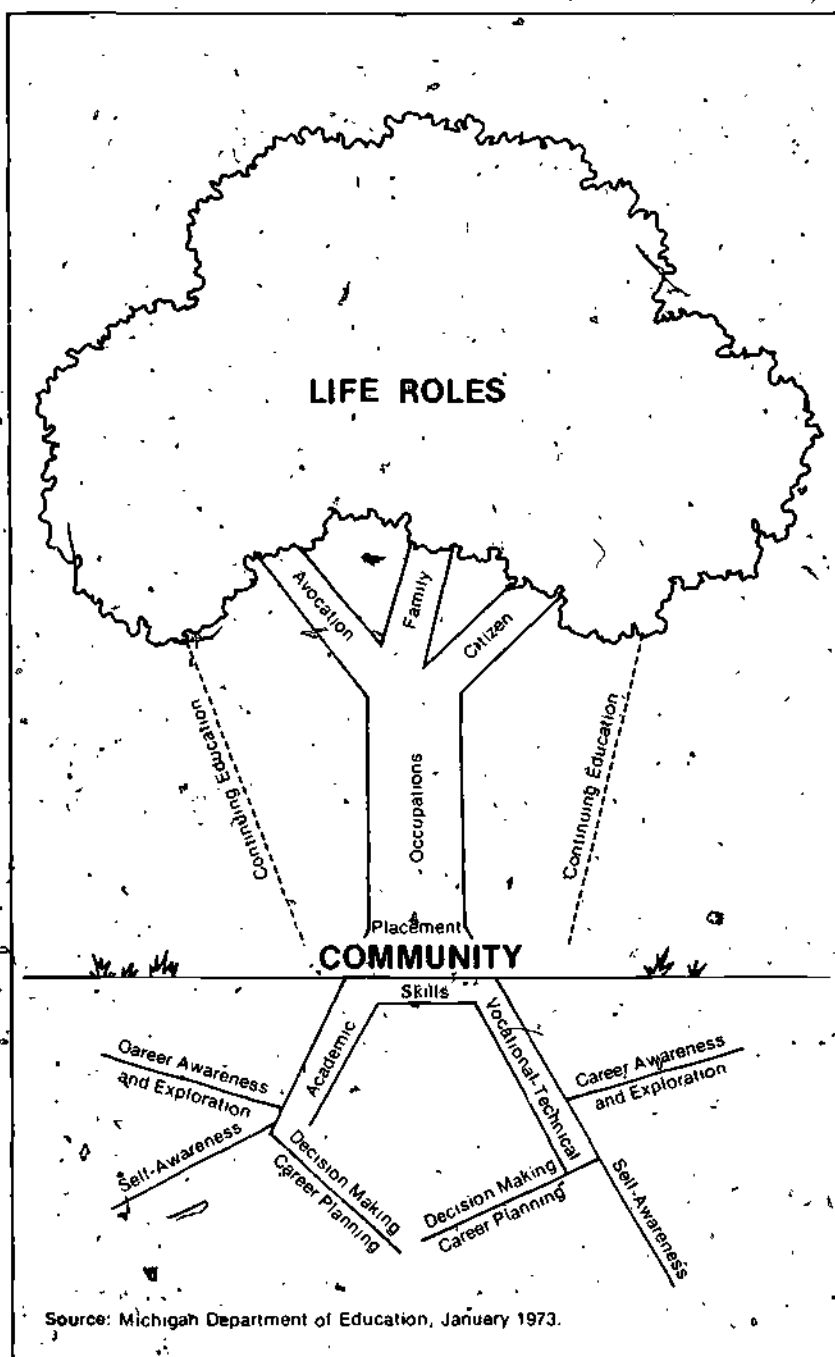 LIFE ROLES
Avocation
Family
Citizen
Continuing Education
Occupations
Continuing Education
Placement
COMMUNITY
Skills
Academic
Vocational-Technical
Career Awareness
and Exploration
Self-Awareness
Decision Making
Career Planning
Career Awareness
and Exploration
Decision Making
Career Planning
Self-Awareness
Source: Michigan Department of Education, January 1973.